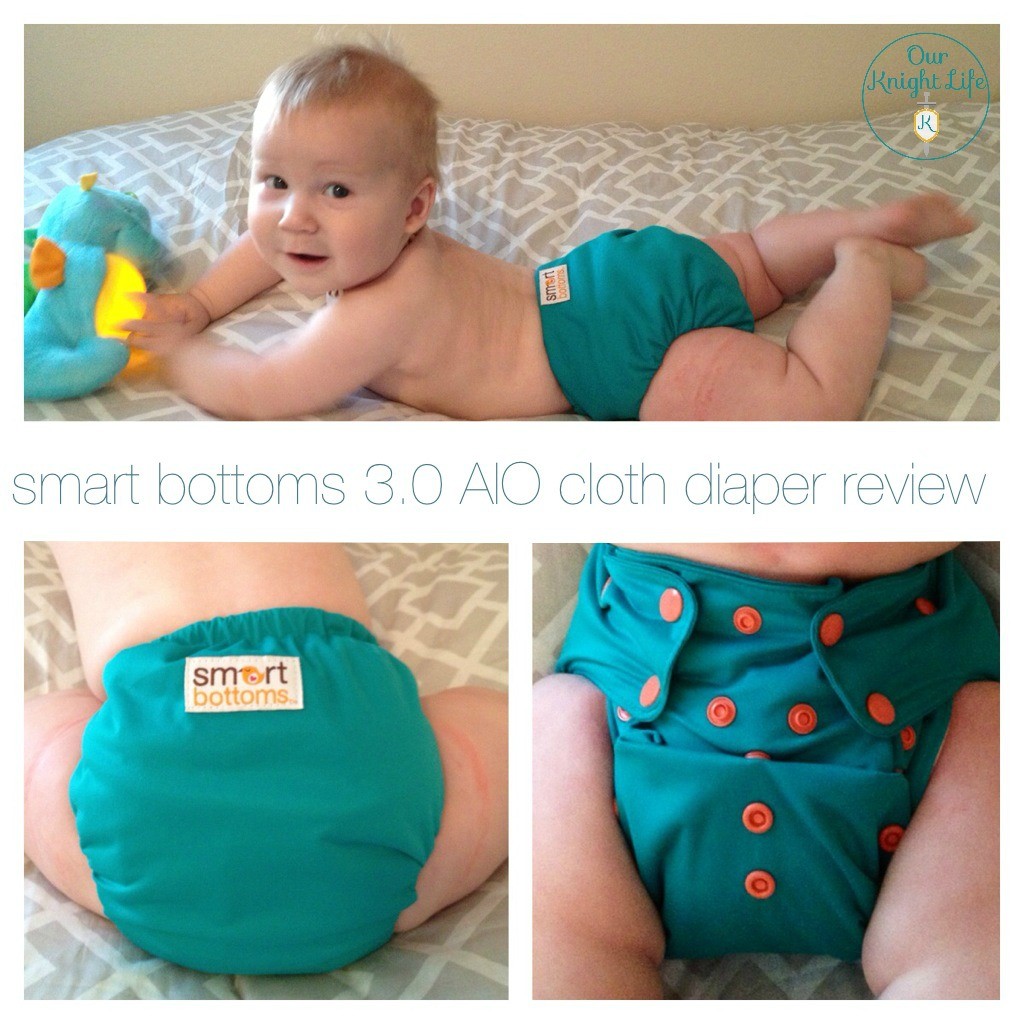 Our
Knight Life
K
smart
bottoms.
smart bottoms 3.0 AIO cloth diaper review
smart
bottoms.